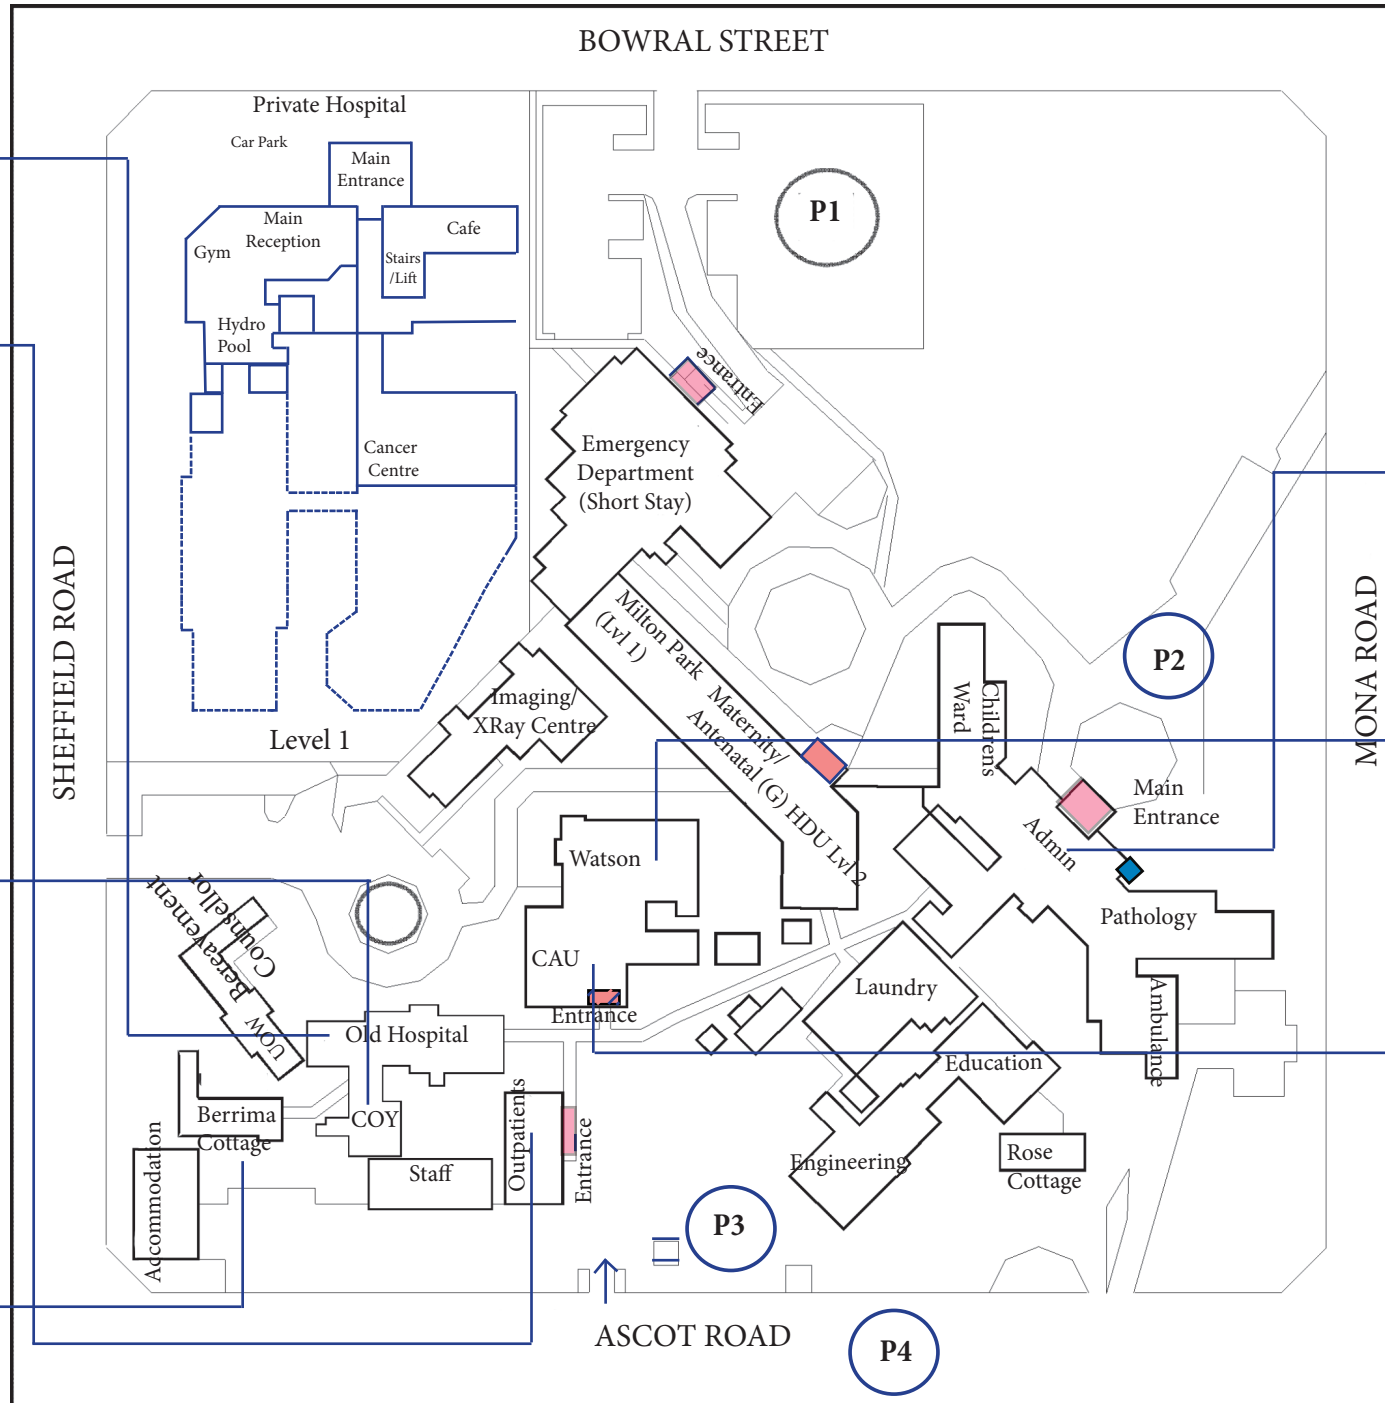 BOWRAL STREET
Private Hospital
Car Park
Main
Entrance
Main
Reception
Cafe
Gym
Stairs
/Lift
Hydro
Pool
P1
Entrance
Emergency
Department
(Short Stay)
Cancer
Centre
SHEFFIELD ROAD
MONA ROAD
Milton Park
(Lvl 1)
Maternity/
Antenatal (G) HDU Lvl 2
Imaging/
XRay Centre
Level 1
P2
Childrens
Ward
Main
Entrance
Admin
Watson
Pathology
Bereavement
Counsellor
UOW
CAU
Entrance
Laundry
Ambulance
Old Hospital
Education
Berrima
Cottage
COY
Outpatients
Entrance
Accommodation
Staff
Engineering
Rose
Cottage
P3
ASCOT ROAD
P4